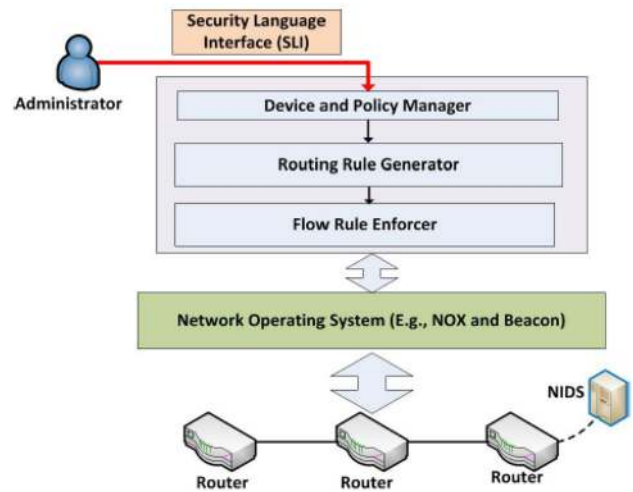 Security Language
Interface (SLI)
Administrator
Device and Policy Manager
Routing Rule Generator
Flow Rule Enforcer
Network Operating System (E.g., NOX and Beacon)
NIDS
Router
Router
Router